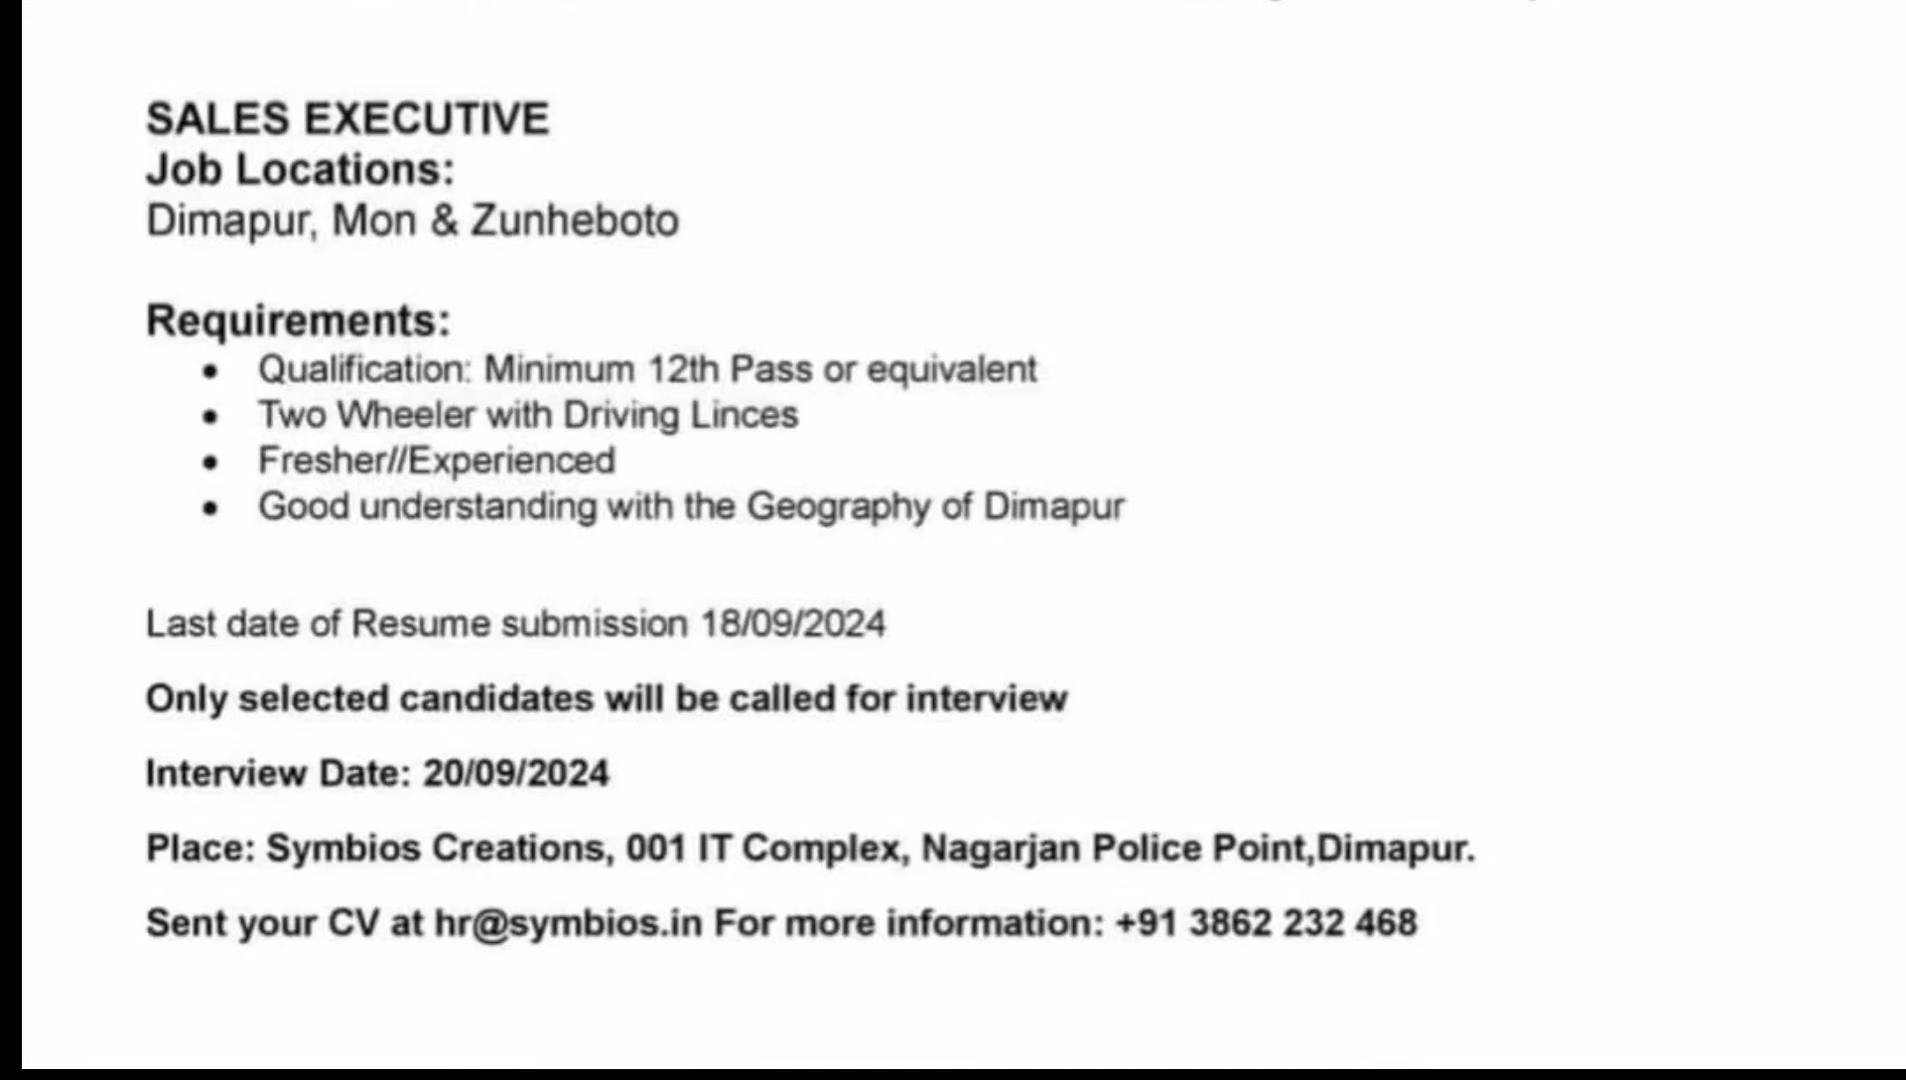 SALES EXECUTIVE
Job Locations:
Dimapur, Mon & Zunheboto
Requirements:
• Qualification: Minimum 12th Pass or equivalent
• Two Wheeler with Driving Linces
• Fresher//Experienced
• Good understanding with the Geography of Dimapur
Last date of Resume submission 18/09/2024
Only selected candidates will be called for interview
Interview Date: 20/09/2024
Place: Symbios Creations, 001 IT Complex, Nagarjan Police Point,Dimapur.
Sent your CV at hr@symbios.in For more information: +91 3862 232 468